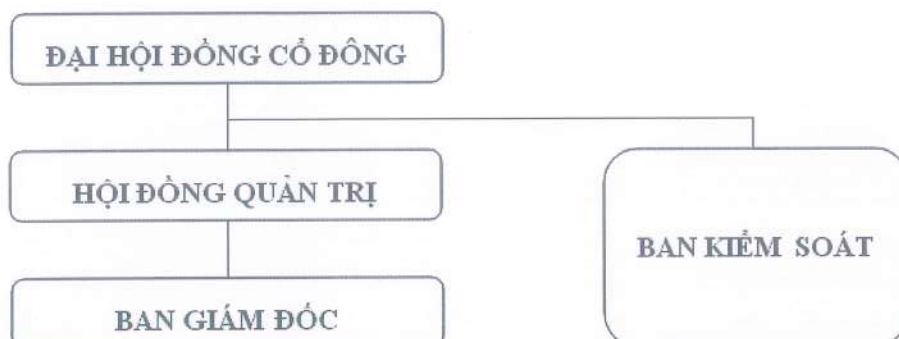 ĐẠI HỘI ĐỒNG CỔ ĐÔNG
HỘI ĐỒNG QUẢN TRỊ
BAN KIỂM SOÁT
BAN GIÁM ĐỐC